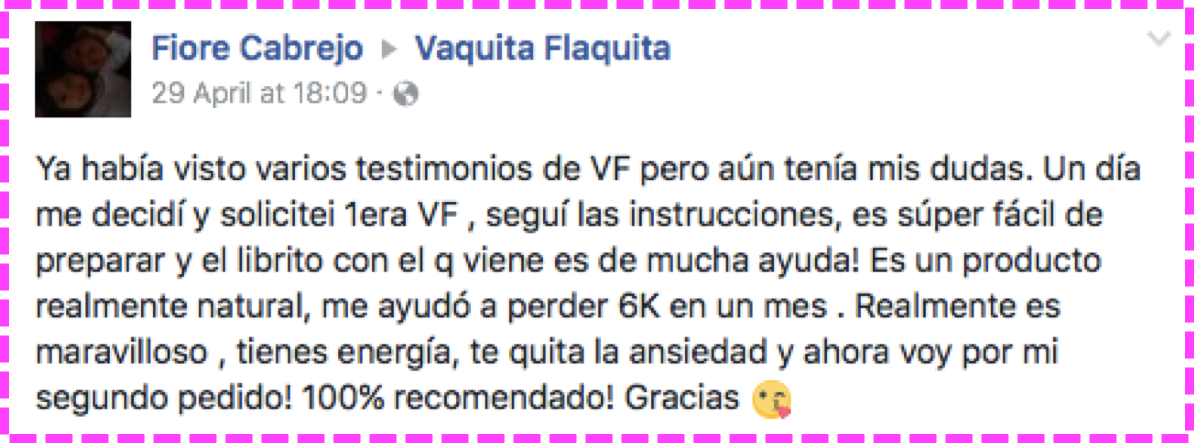 Fiore Cabrejo ▸ Vaquita Flaquita
29 April at 18:09 ·
Ya había visto varios testimonios de VF pero aún tenía mis dudas. Un día
me decidí y solicitei 1era VF , seguí las instrucciones, es súper fácil de
preparar y el librito con el q viene es de mucha ayuda! Es un producto
realmente natural, me ayudó a perder 6K en un mes . Realmente es
maravilloso , tienes energía, te quita la ansiedad y ahora voy por mi
segundo pedido! 100% recomendado! Gracias 😘